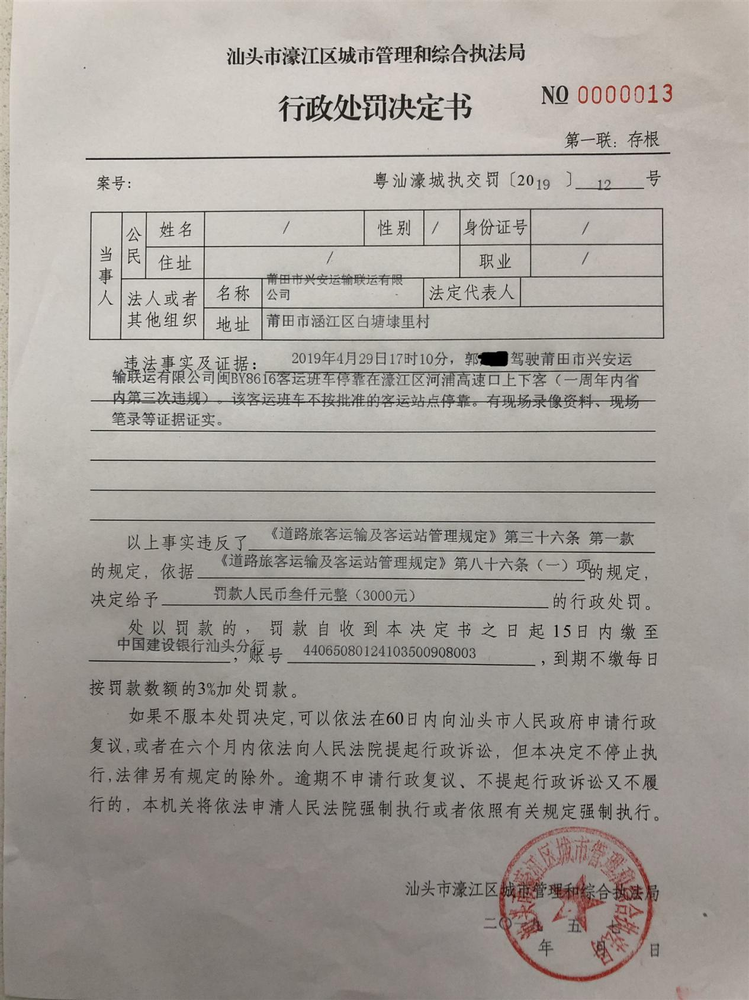 汕头市濠江区城市管理和综合执法局
行政处罚决定书
NO 0000013
第一联：存根
案号：
粤汕濠城执交罚〔2019〕12号
当事人
公民
姓名 / 性别 / 身份证号 /
住址 / 职业 /
法人或者其他组织
名称 莆田市兴安运输联运有限
公司
法定代表人
地址 莆田市涵江区白塘埭里村
违法事实及证据：2019年4月29日17时10分，郭 驾驶莆田市兴安运
输联运有限公司闽BY8616客运班车停靠在濠江区河浦高速口上下客（一周年内省
内第三次违规）。该客运班车不按批准的客运站点停靠。有现场录像资料、现场
笔录等证据证实。
以上事实违反了《道路旅客运输及客运站管理规定》第三十六条 第一款
的规定，依据《道路旅客运输及客运站管理规定》第八十六条（一）项的规定，
决定给予 罚款人民币叁仟元整（3000元）的行政处罚。
处以罚款的，罚款自收到本决定书之日起15日内缴至
中国建设银行汕头分行，账号44065080124103500908003，到期不缴每日
按罚款数额的3%加处罚款。
如果不服本处罚决定，可以依法在60日内向汕头市人民政府申请行政
复议，或者在六个月内依法向人民法院提起行政诉讼，但本决定不停止执
行，法律另有规定的除外。逾期不申请行政复议、不提起行政诉讼又不履
行的，本机关将依法申请人民法院强制执行或者依照有关规定强制执行。
汕头市濠江区城市管理和综合执法局
二〇一九 五 七
年 月 日
汕头市濠江区城市管理和综合执法局